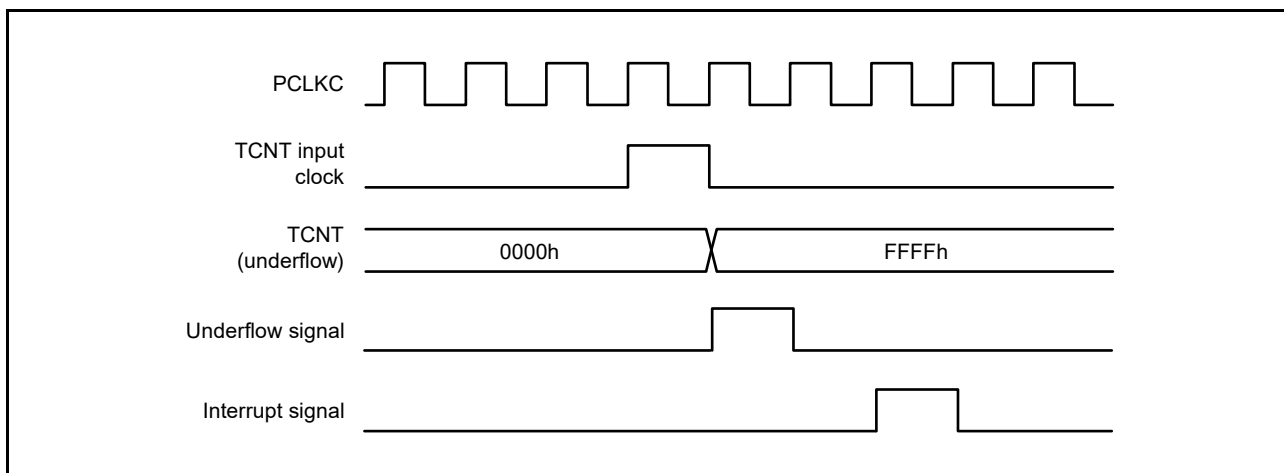 PCLKC
TCNT input
clock
TCNT
(underflow)
0000h
FFFFh
Underflow signal
Interrupt signal